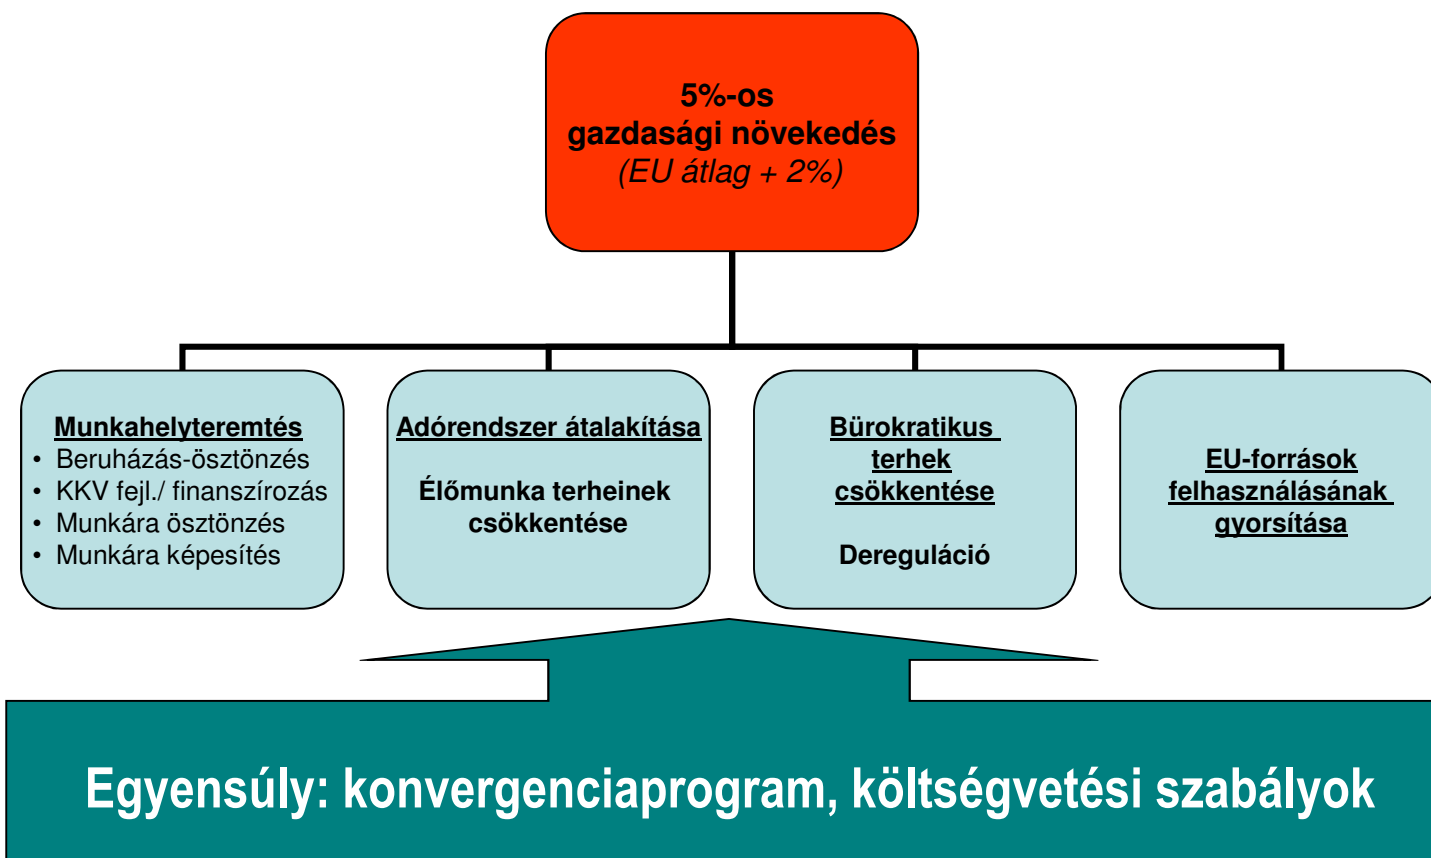 5%-os
gazdasági növekedés
(EU átlag + 2%)
Munkahelyteremtés
• Beruházás-ösztönzés
• KKV fejl./ finanszírozás
• Munkára ösztönzés
• Munkára képesítés
Adórendszer átalakítása
Élőmunka terheinek
csökkentése
Bürokratikus
terhek
csökkentése
Dereguláció
EU-források
felhasználásának
gyorsítása
Egyensúly: konvergenciaprogram, költségvetési szabályok